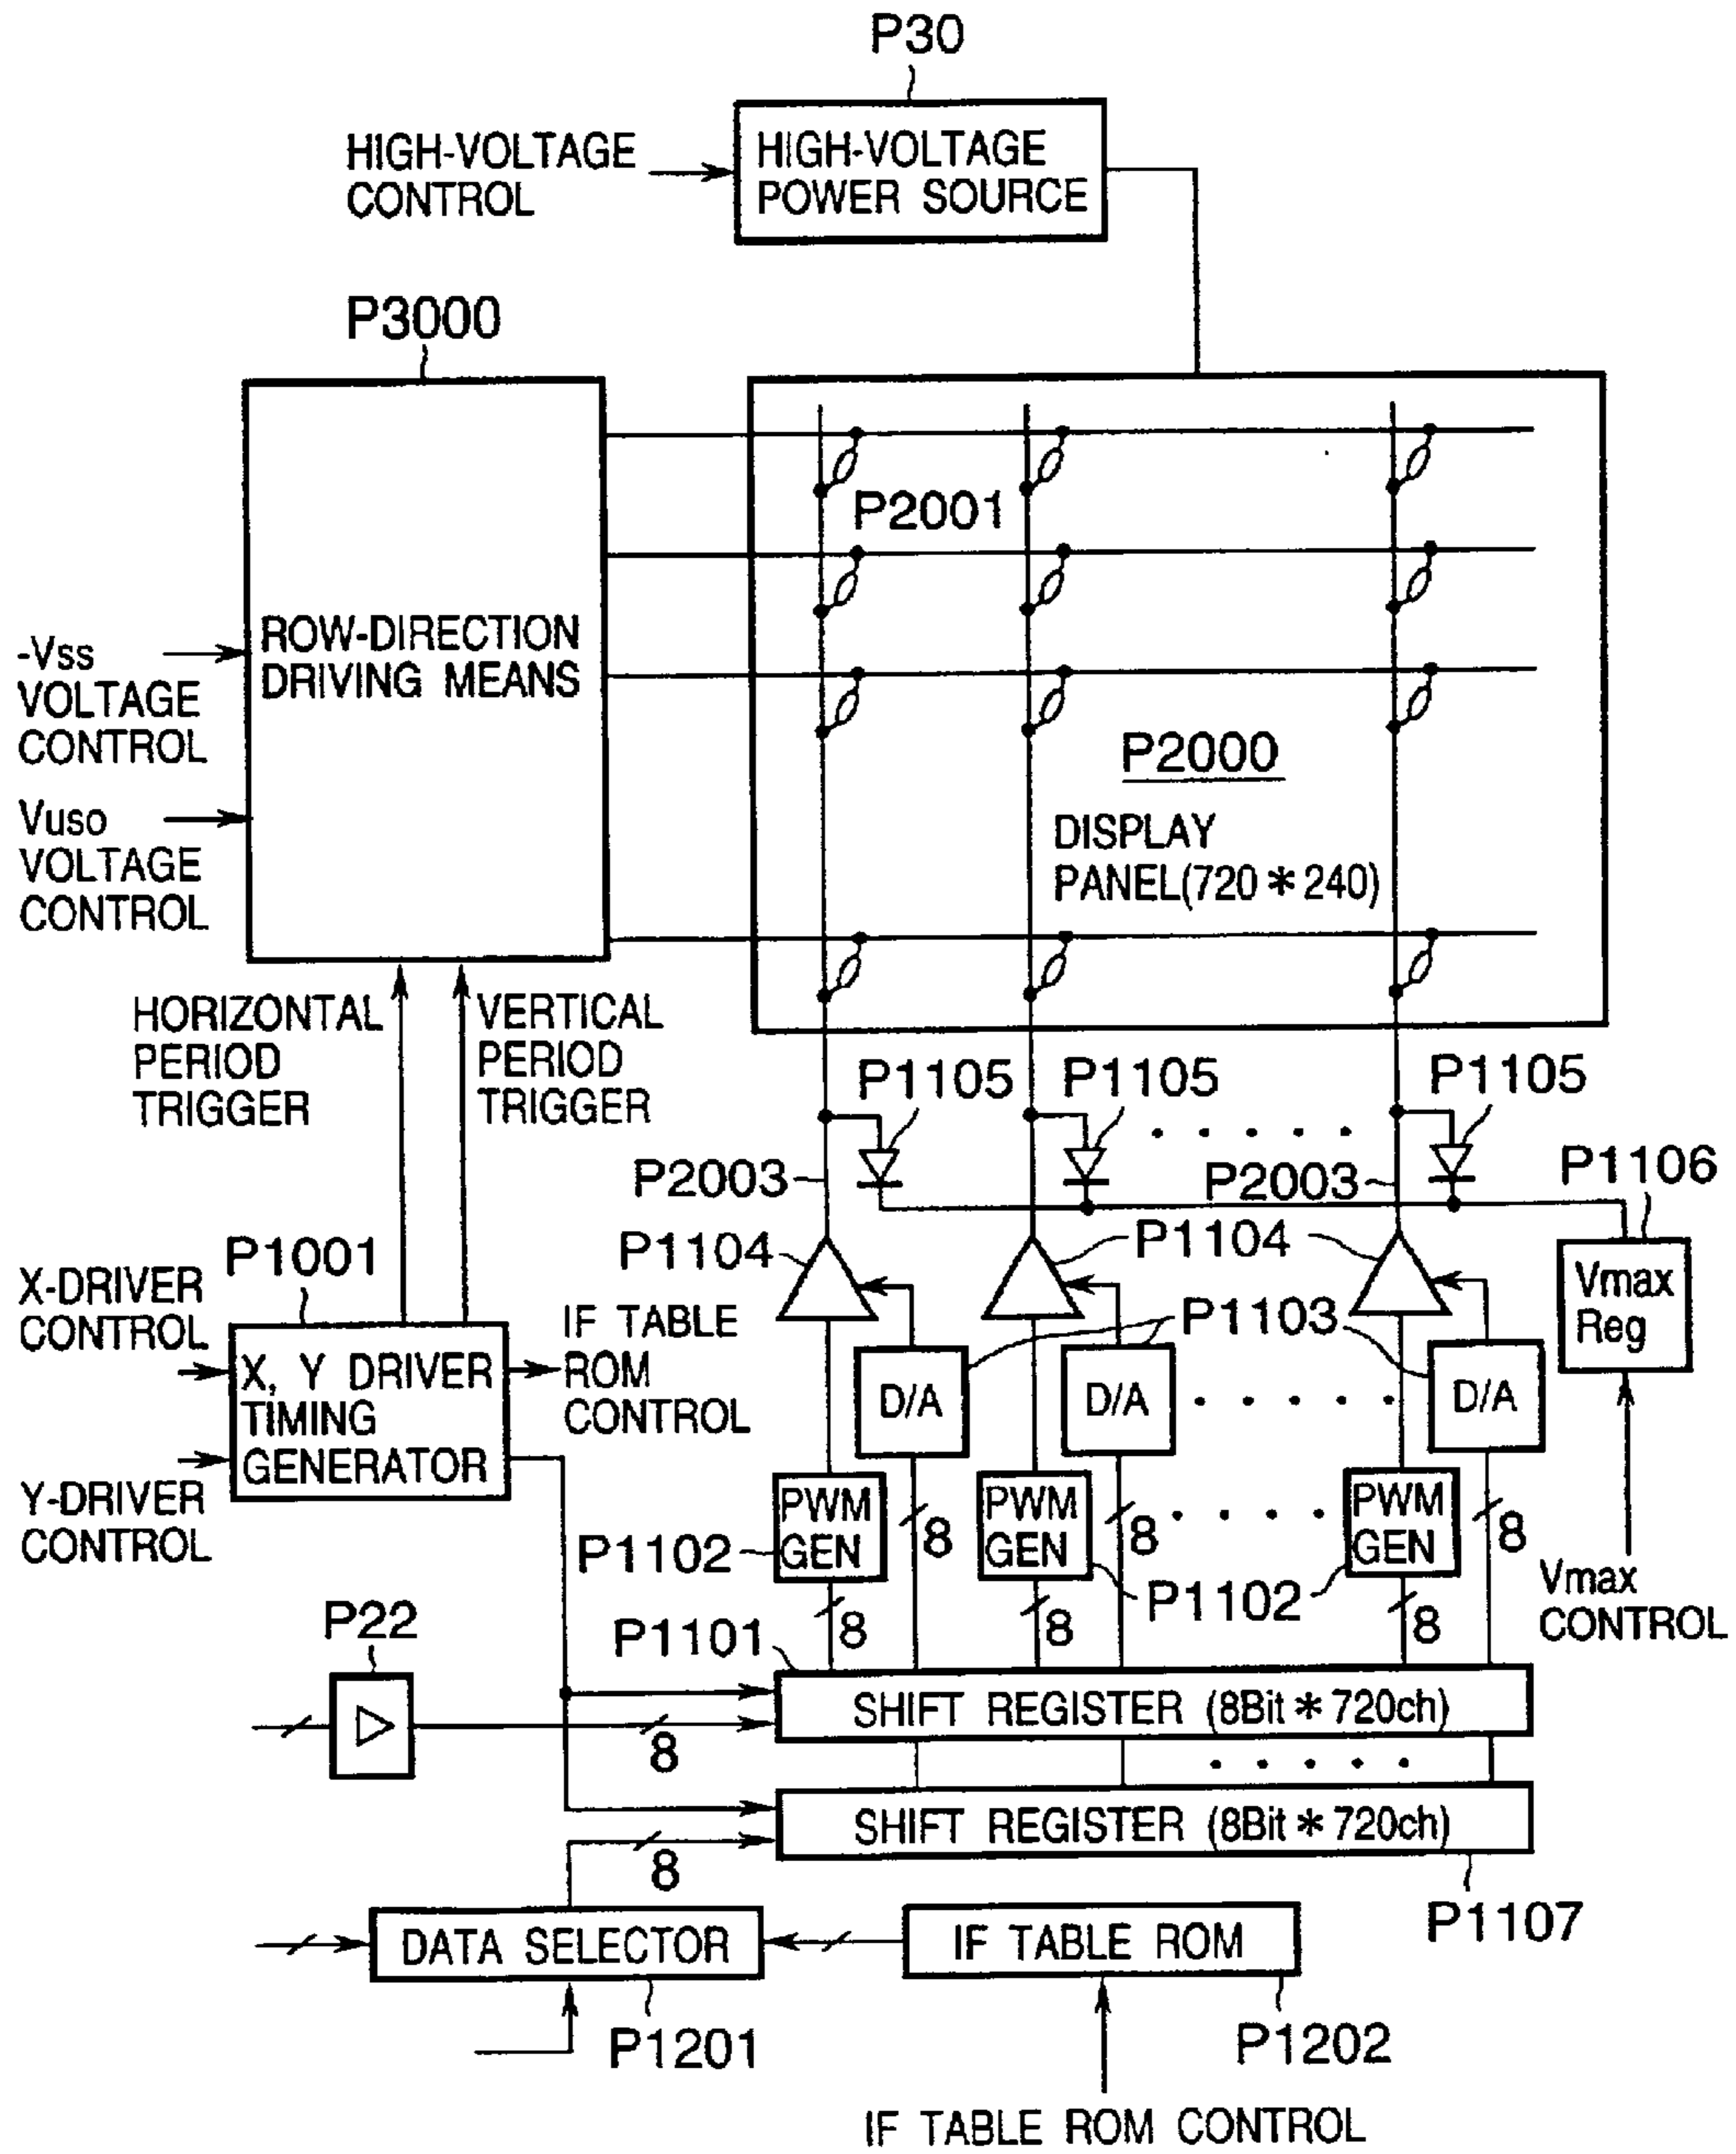 P30
HIGH-VOLTAGE
CONTROL
HIGH-VOLTAGE
POWER SOURCE
P3000
P2001
ROW-DIRECTION
DRIVING MEANS
-Vss
VOLTAGE
CONTROL
Vuso
VOLTAGE
CONTROL
P2000
DISPLAY
PANEL(720*240)
HORIZONTAL
PERIOD
TRIGGER
VERTICAL
PERIOD
TRIGGER
P1105
P1105
P1105
P2003
P2003
P1106
P1104
P1104
Vmax
Reg
P1001
X-DRIVER
CONTROL
X, Y DRIVER
TIMING
GENERATOR
IF TABLE
ROM
CONTROL
P1103
D/A
D/A
D/A
Y-DRIVER
CONTROL
PWM
GEN
PWM
GEN
PWM
GEN
8
8
8
P1102
P1102
Vmax
CONTROL
8
8
8
P22
P1101
SHIFT REGISTER (8Bit*720ch)
8
SHIFT REGISTER (8Bit*720ch)
8
P1107
DATA SELECTOR
IF TABLE ROM
P1201
P1202
IF TABLE ROM CONTROL